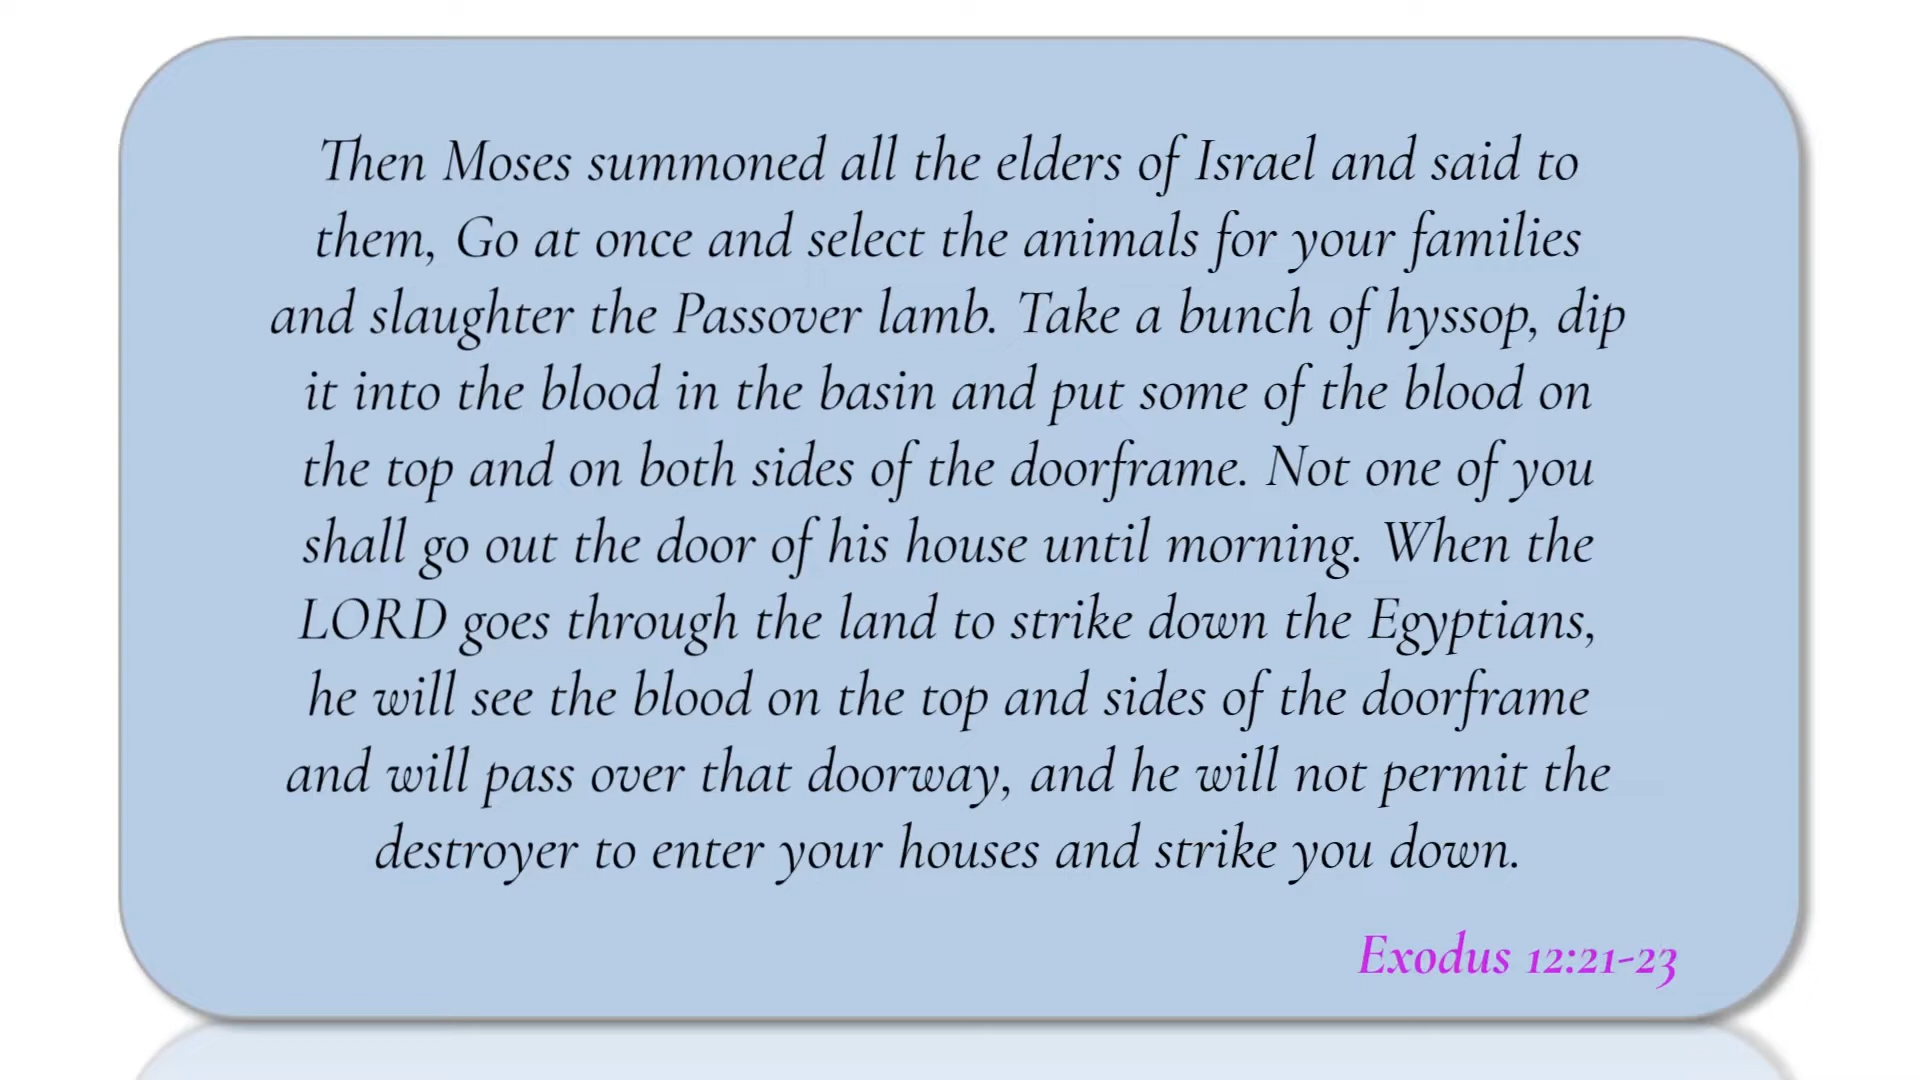 Then Moses summoned all the elders of Israel and said to
them, Go at once and select the animals for your families
and slaughter the Passover lamb. Take a bunch of hyssop, dip
it into the blood in the basin and put some of the blood on
the top and on both sides of the doorframe. Not one of you
shall go out the door of his house until morning. When the
LORD goes through the land to strike down the Egyptians,
he will see the blood on the top and sides of the doorframe
and will pass over that doorway, and he will not permit the
destroyer to enter your houses and strike you down.
Exodus 12:21-23